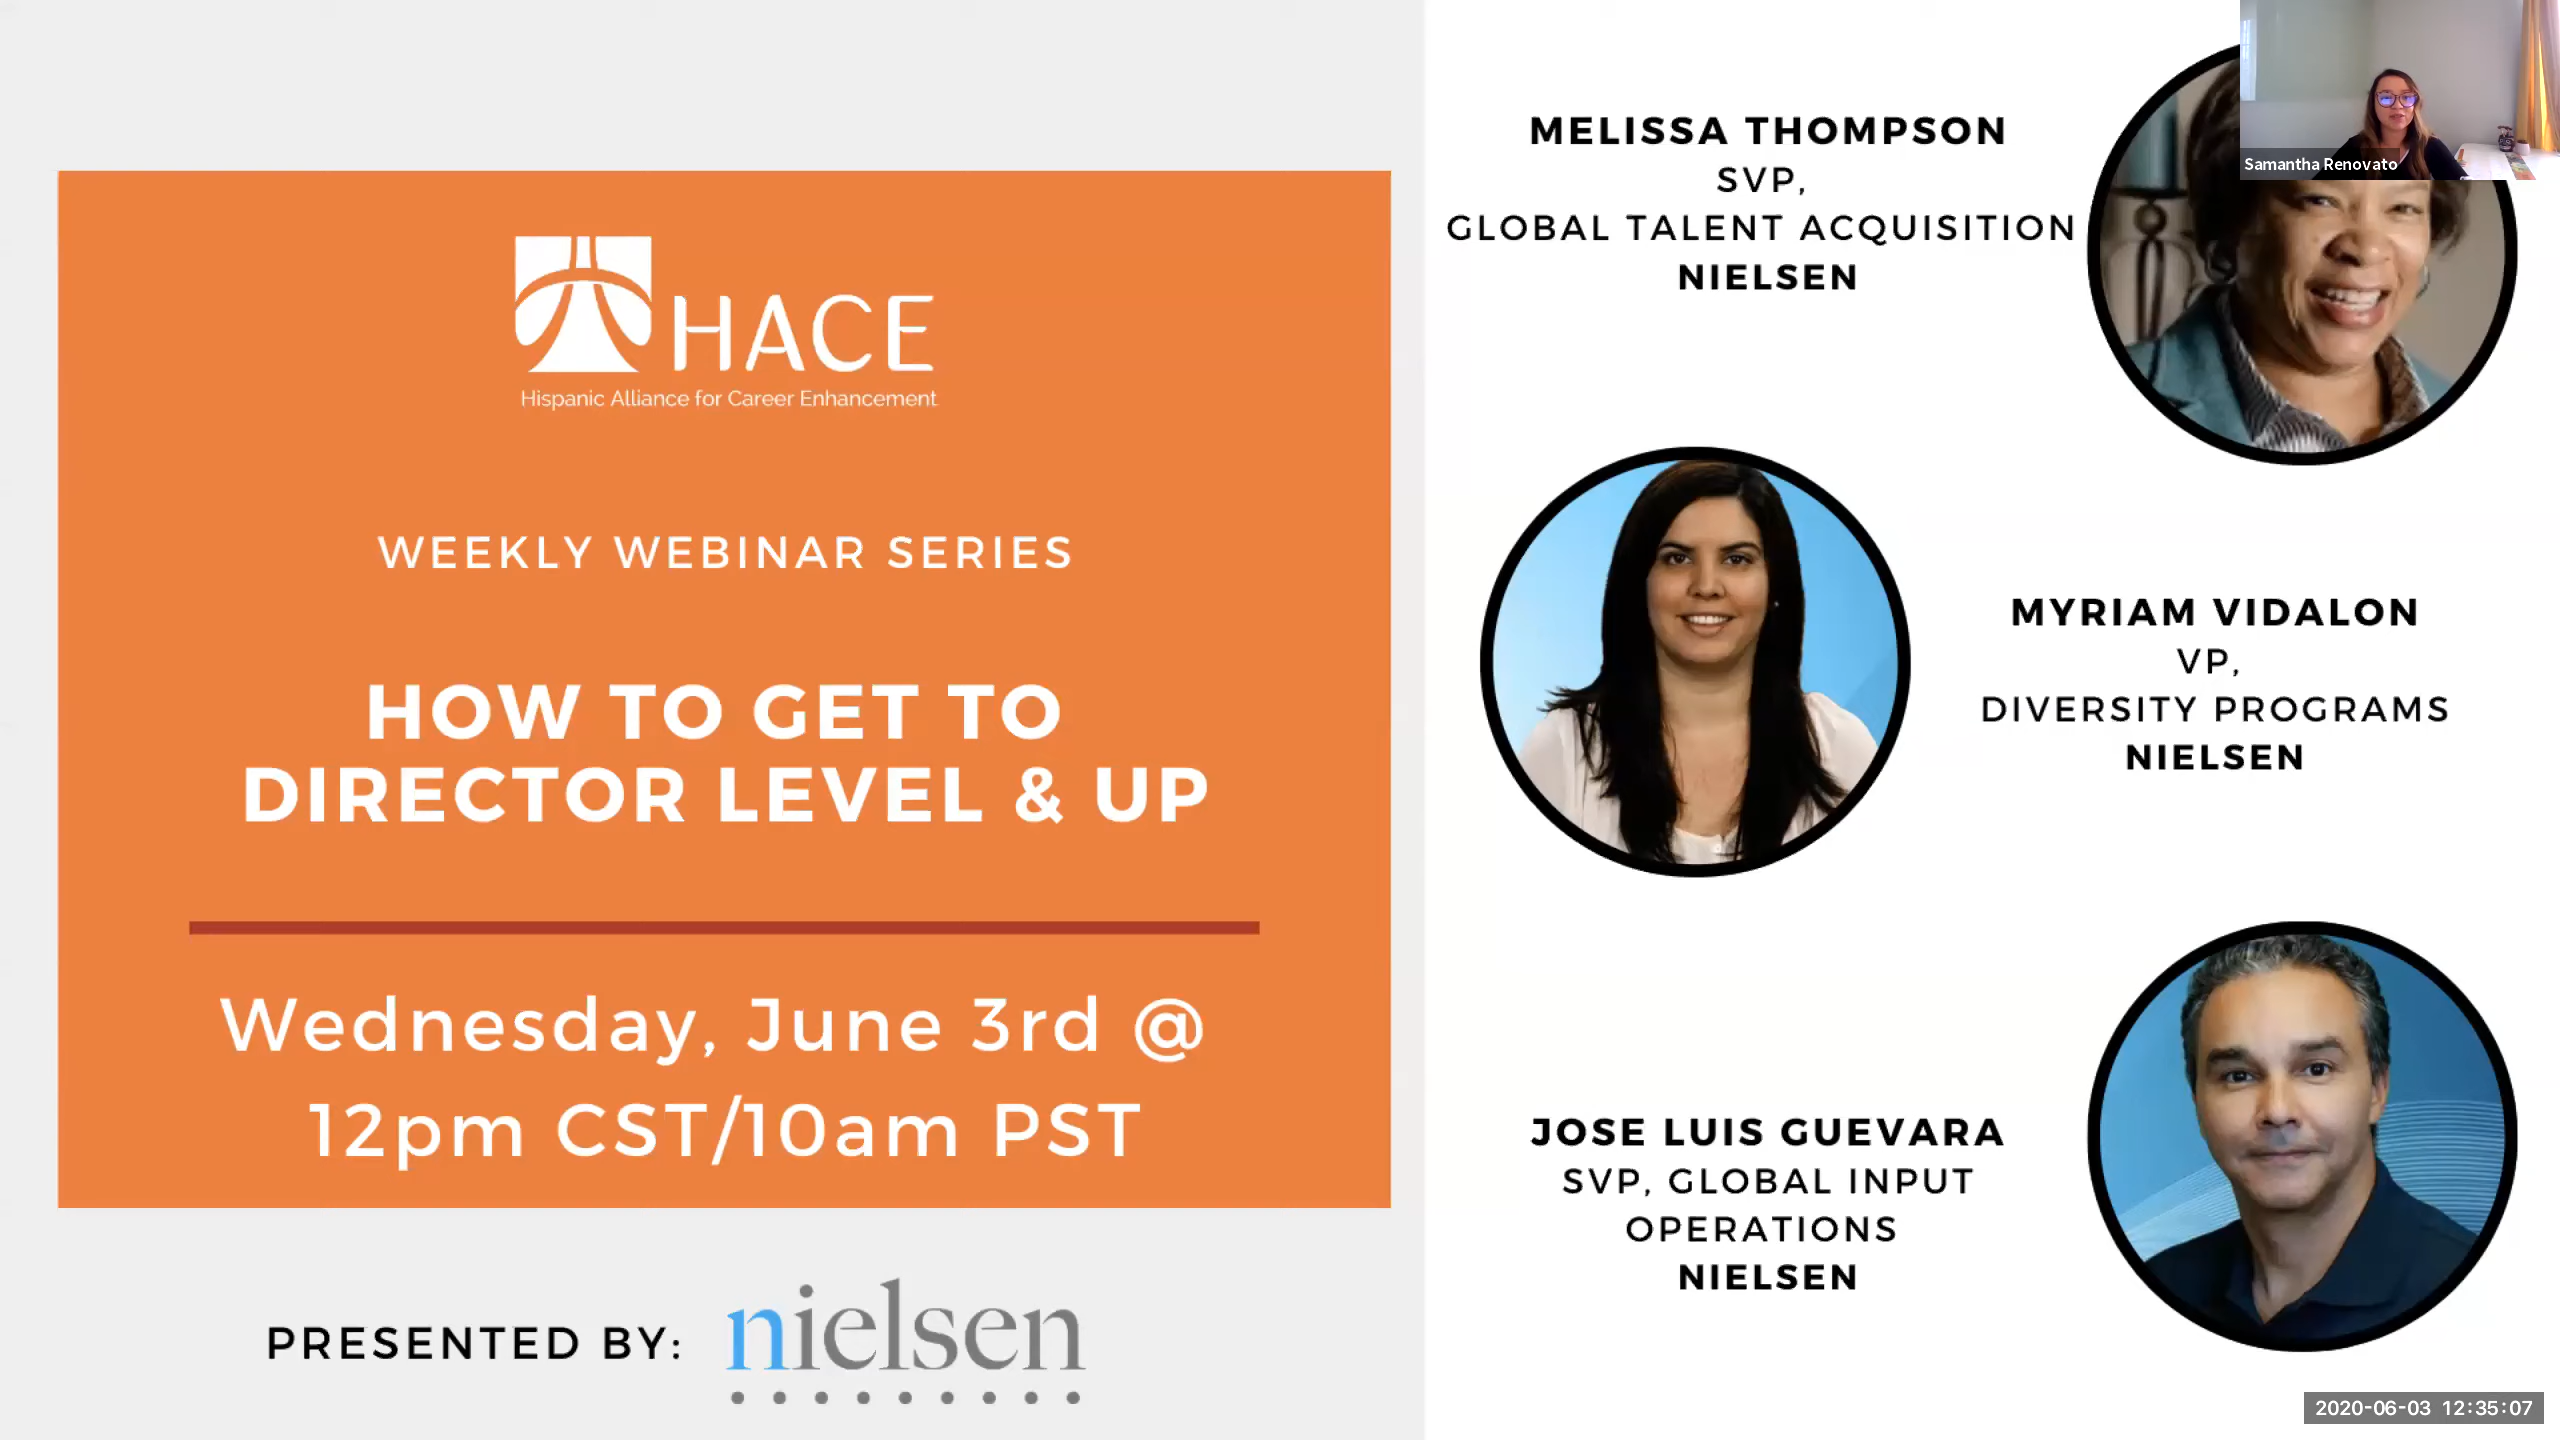 HACE
Hispanic Alliance for Career Enhancement
WEEKLY WEBINAR SERIES
HOW TO GET TO
DIRECTOR LEVEL & UP
Wednesday, June 3rd @
12pm CST/10am PST
PRESENTED BY:
nielsen
MELISSA THOMPSON
SVP,
GLOBAL TALENT ACQUISITION
NIELSEN
Samantha Renovato
MYRIAM VIDALON
VP,
DIVERSITY PROGRAMS
NIELSEN
JOSE LUIS GUEVARA
SVP, GLOBAL INPUT
OPERATIONS
NIELSEN
2020-06-03 12:35:07